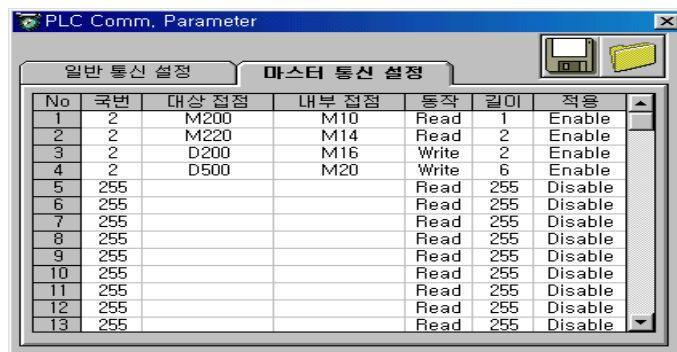 PLC Comm, Parameter
일반 통신 설정 마스터 통신 설정
No 국번 대상 접점 내부 접점 동작 길이 적용
1 2 M200 M10 Read 1 Enable
2 2 M220 M14 Read 2 Enable
3 2 D200 M16 Write 2 Enable
4 2 D500 M20 Write 6 Enable
5 255 Read 255 Disable
6 255 Read 255 Disable
7 255 Read 255 Disable
8 255 Read 255 Disable
9 255 Read 255 Disable
10 255 Read 255 Disable
11 255 Read 255 Disable
12 255 Read 255 Disable
13 255 Read 255 Disable